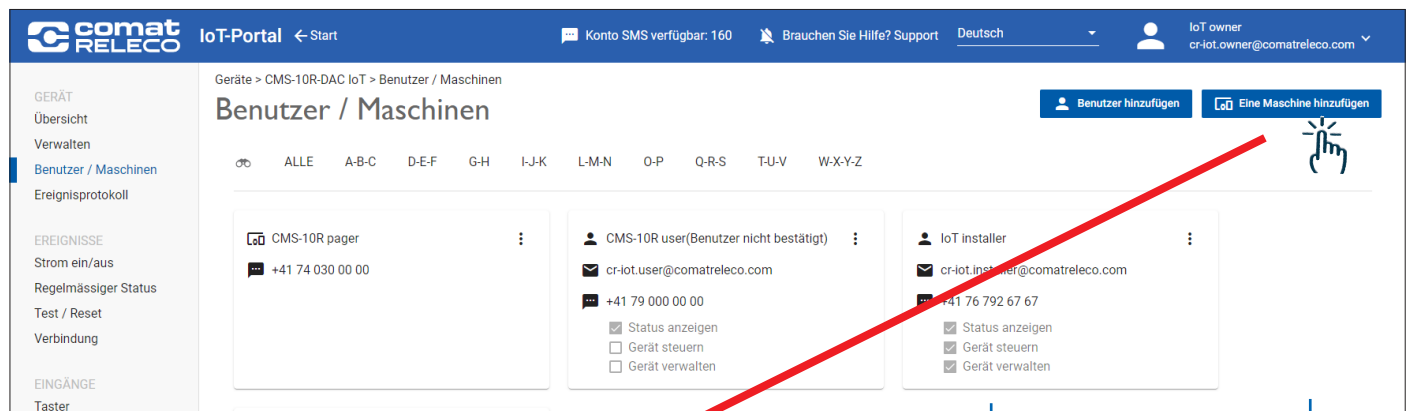 comat
RELECO
IoT-Portal ← Start
Konto SMS verfügbar: 160
Brauchen Sie Hilfe? Support
Deutsch
IoT owner
cr-iot.owner@comatreleco.com
GERÄT
Übersicht
Verwalten
Benutzer / Maschinen
Ereignisprotokoll
EREIGNISSE
Strom ein/aus
Regelmässiger Status
Test / Reset
Verbindung
EINGÄNGE
Taster
Geräte > CMS-10R-DAC IoT > Benutzer / Maschinen
Benutzer / Maschinen
Benutzer hinzufügen
Eine Maschine hinzufügen
ALLE A-B-C D-E-F G-H I-J-K L-M-N O-P Q-R-S T-U-V W-X-Y-Z
CMS-10R pager
+41 74 030 00 00
CMS-10R user(Benutzer nicht bestätigt)
cr-iot.user@comatreleco.com
+41 79 000 00 00
Status anzeigen
Gerät steuern
Gerät verwalten
IoT installer
cr-iot.installer@comatreleco.com
+41 76 792 67 67
Status anzeigen
Gerät steuern
Gerät verwalten